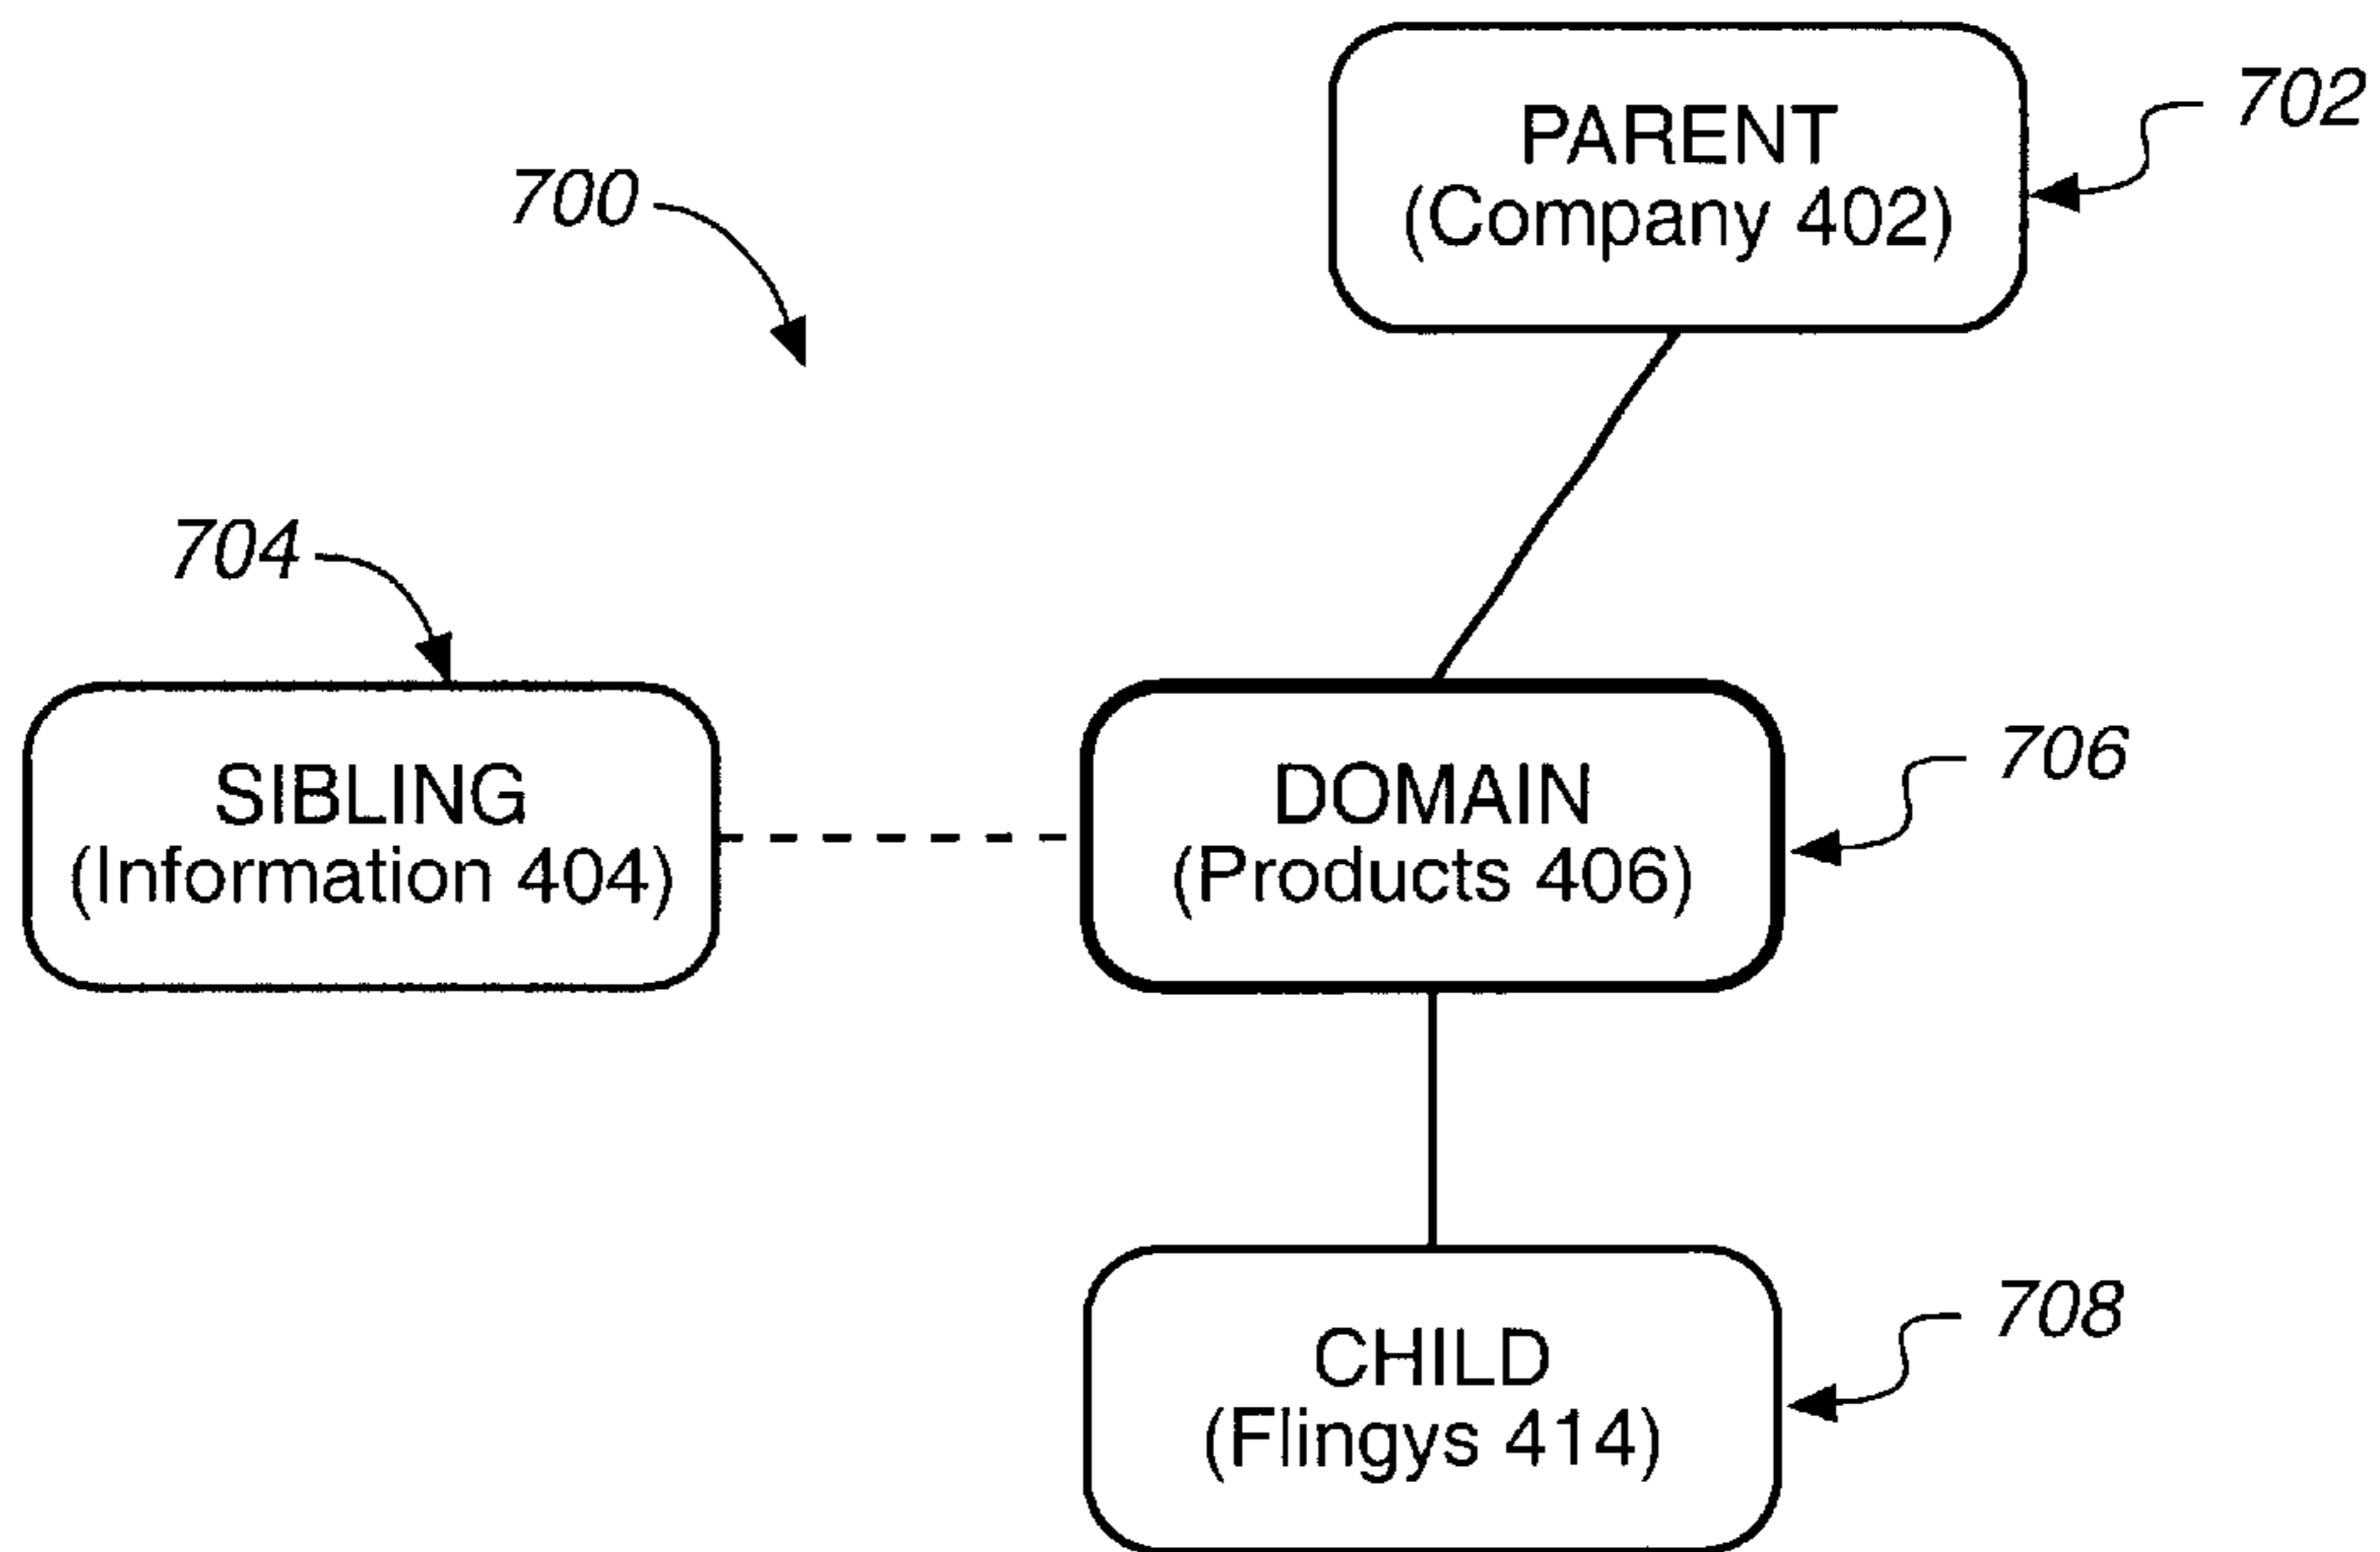 PARENT
(Company 402)
702
700
704
SIBLING
(Information 404)
DOMAIN
(Products 406)
706
CHILD
(Flingys 414)
708